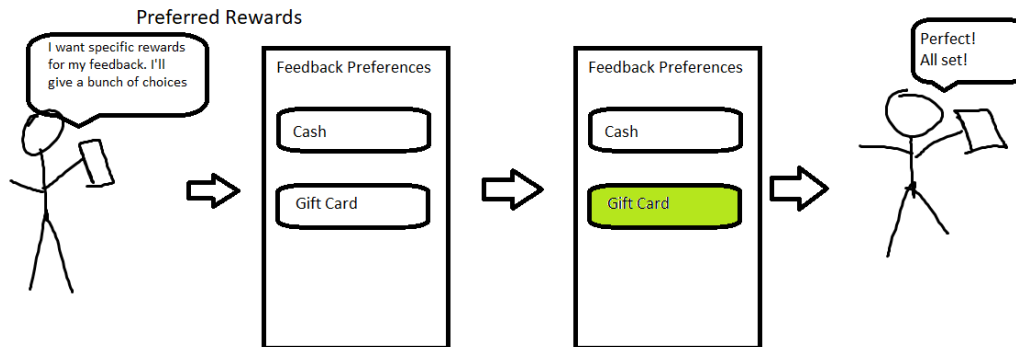 Preferred Rewards
I want specific rewards
for my feedback. I'll
give a bunch of choices
Feedback Preferences
Cash
Gift Card
Feedback Preferences
Cash
Gift Card
Perfect!
All set!